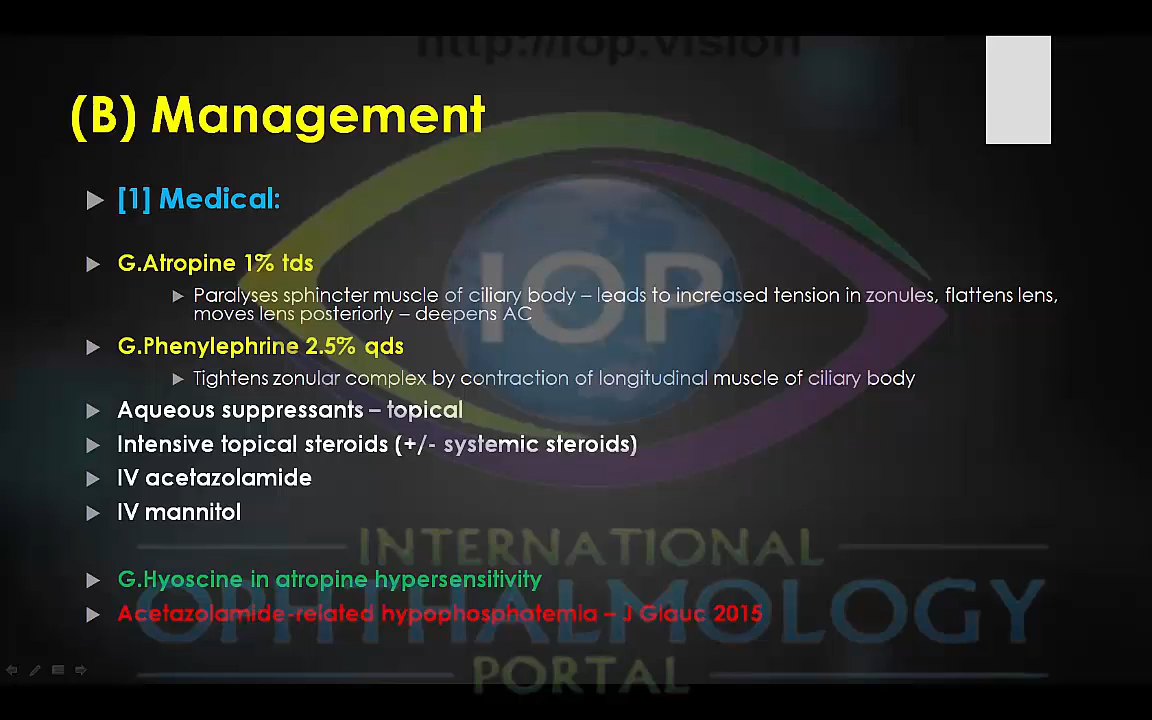 http://iop.vision
(B) Management
[1] Medical:
G.Atropine 1% tds
Paralyses sphincter muscle of ciliary body – leads to increased tension in zonules, flattens lens,
moves lens posteriorly – deepens AC
G.Phenylephrine 2.5% qds
Tightens zonular complex by contraction of longitudinal muscle of ciliary body
Aqueous suppressants – topical
Intensive topical steroids (+/- systemic steroids)
IV acetazolamide
IV mannitol
G.Hyoscine in atropine hypersensitivity
Acetazolamide-related hypophosphatemia – J Glauc 2015
IOP
INTERNATIONAL
OPHTHALMOLOGY
PORTAL